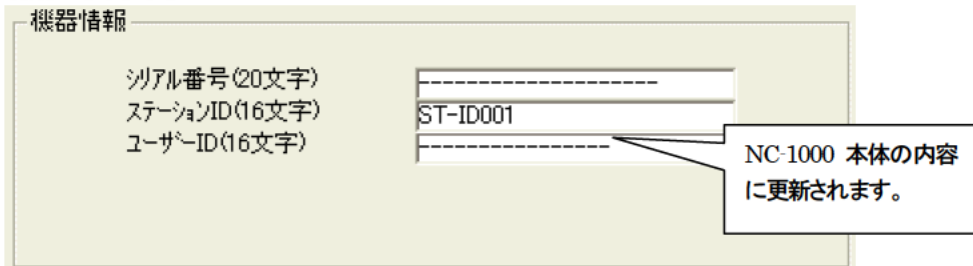 機器情報
ｼﾘｱﾙ番号(20文字)
--------------------
ｽﾃｰｼｮﾝID(16文字)
ST-ID001
ﾕｰｻﾞｰID(16文字)
----------------
NC-1000 本体の内容
に更新されます。